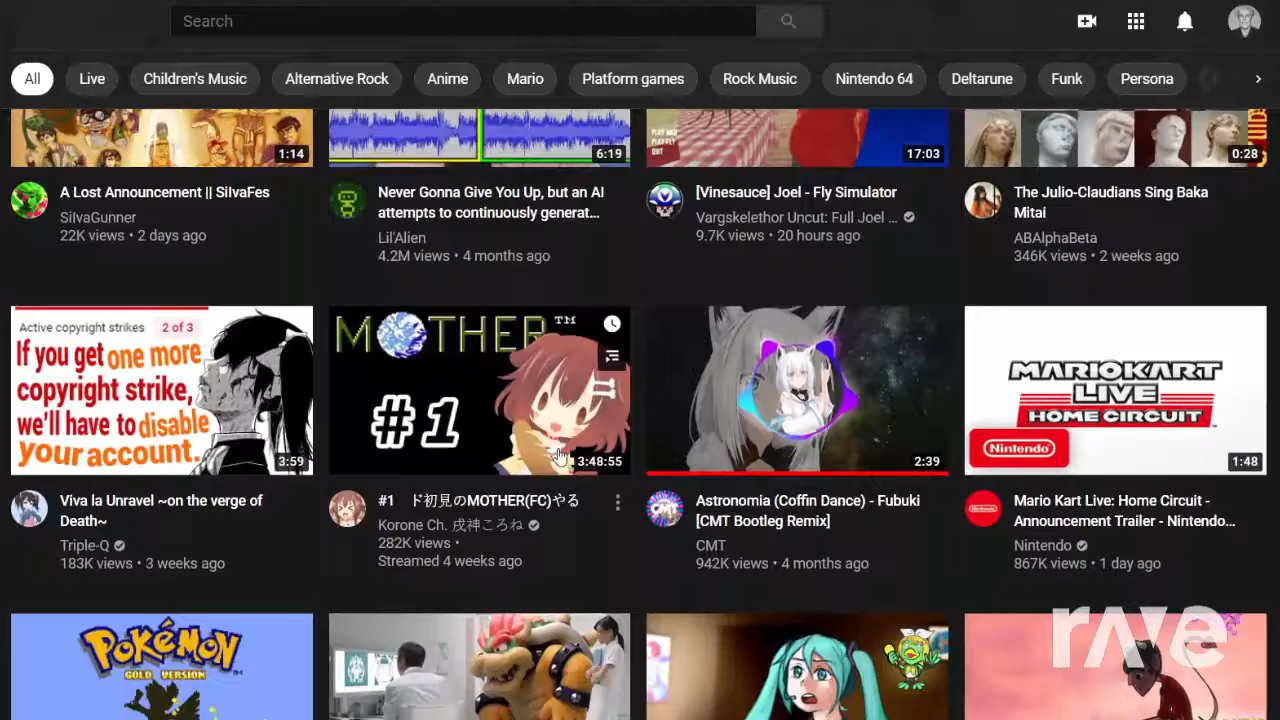 Search
All Live Children's Music Alternative Rock Anime Mario Platform games Rock Music Nintendo 64 Deltarune Funk Persona
PLAY WAR
PLAY FLY
QUIT
1:14
6:19
17:03
0:28
A Lost Announcement || SilvaFes
SilvaGunner
22K views • 2 days ago
Never Gonna Give You Up, but an AI
attempts to continuously generat...
Lil'Alien
4.2M views • 4 months ago
[Vinesauce] Joel - Fly Simulator
Vargskelethor Uncut: Full Joel ...
9.7K views • 20 hours ago
The Julio-Claudians Sing Baka
Mitai
ABAlphaBeta
346K views • 2 weeks ago
Active copyright strikes 2 of 3
If you get one more
copyright strike,
we'll have to disable
your account.
3:59
MOTHER™
#1
3:48:55
2:39
MARIOKART
LIVE
HOME CIRCUIT
Nintendo
1:48
Viva la Unravel ~on the verge of
Death~
Triple-Q
183K views • 3 weeks ago
#1 ド初見のMOTHER(FC)やる
Korone Ch. 戌神ころね
282K views •
Streamed 4 weeks ago
Astronomia (Coffin Dance) - Fubuki
[CMT Bootleg Remix]
CMT
942K views • 4 months ago
Mario Kart Live: Home Circuit -
Announcement Trailer - Nintendo...
Nintendo
867K views • 1 day ago
POKéMON
GOLD VERSION
rave